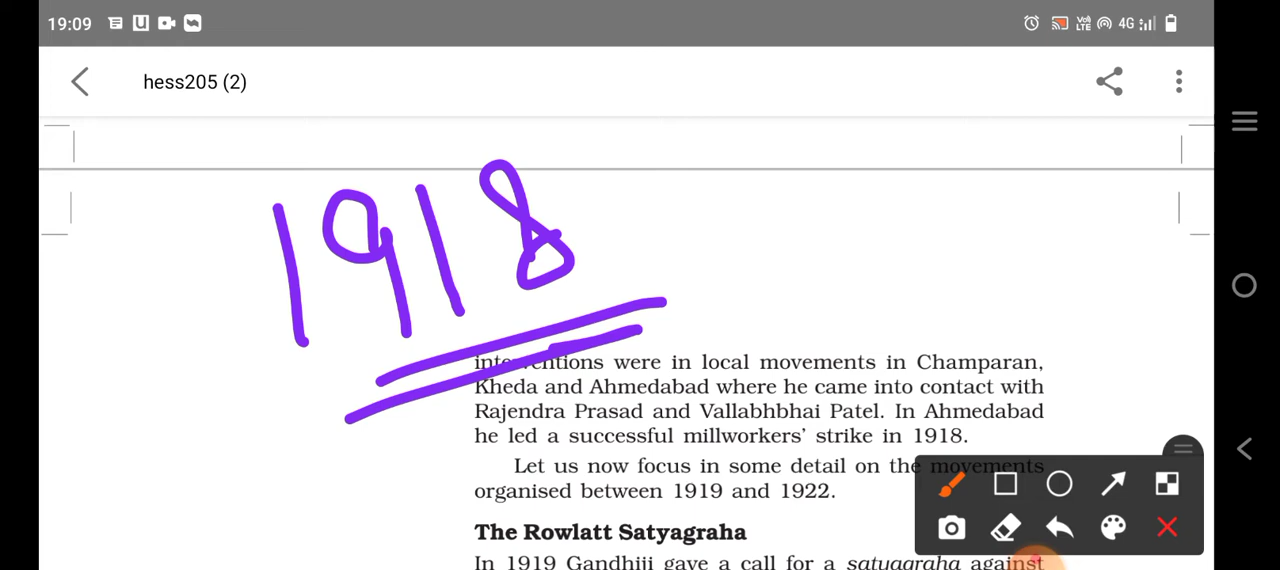 19:09 U Vo) LTE 4G
hess205 (2)
1918
interventions were in local movements in Champaran,
Kheda and Ahmedabad where he came into contact with
Rajendra Prasad and Vallabhbhai Patel. In Ahmedabad
he led a successful millworkers' strike in 1918.
Let us now focus in some detail on the movements
organised between 1919 and 1922.
The Rowlatt Satyagraha
In 1919 Gandhiji gave a call for a satyagraha against